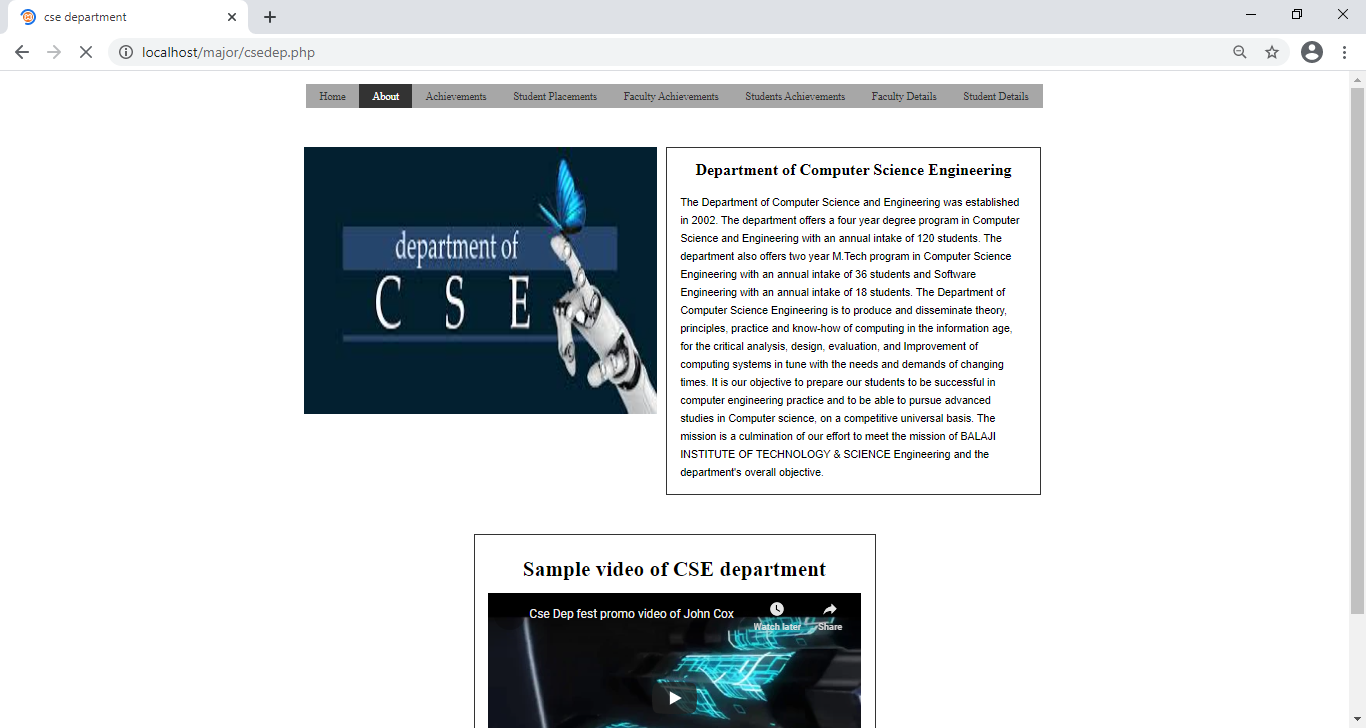 cse department
localhost/major/csedep.php
Home About Achievements Student Placements Faculty Achievements Students Achievements Faculty Details Student Details
department of
C S E
Department of Computer Science Engineering
The Department of Computer Science and Engineering was established
in 2002. The department offers a four year degree program in Computer
Science and Engineering with an annual intake of 120 students. The
department also offers two year M.Tech program in Computer Science
Engineering with an annual intake of 36 students and Software
Engineering with an annual intake of 18 students. The Department of
Computer Science Engineering is to produce and disseminate theory,
principles, practice and know-how of computing in the information age,
for the critical analysis, design, evaluation, and Improvement of
computing systems in tune with the needs and demands of changing
times. It is our objective to prepare our students to be successful in
computer engineering practice and to be able to pursue advanced
studies in Computer science, on a competitive universal basis. The
mission is a culmination of our effort to meet the mission of BALAJI
INSTITUTE OF TECHNOLOGY & SCIENCE Engineering and the
department's overall objective.
Sample video of CSE department
Cse Dep fest promo video of John Cox
Watch later Share